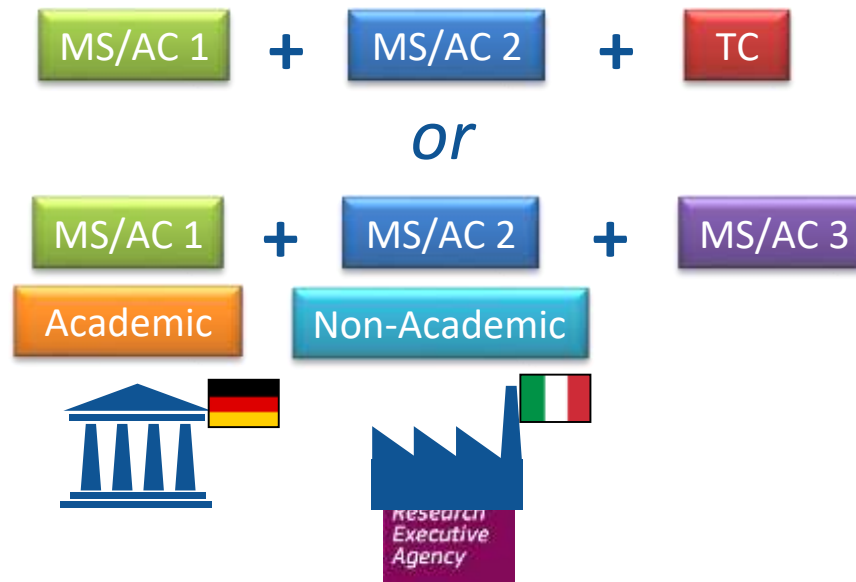 MS/AC 1 + MS/AC 2 + TC
or
MS/AC 1 + MS/AC 2 + MS/AC 3
Academic Non-Academic
Research
Executive
Agency